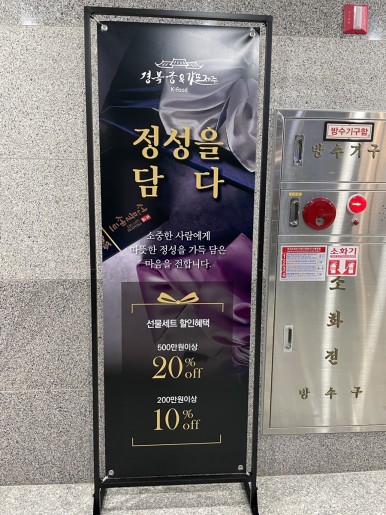 경복궁&삼도제주
K-Food
정성을
담다
소중한 사람에게
따뜻한 정성을 가득 담은
마음을 전합니다.
선물세트 할인혜택
500만원이상
20% off
200만원이상
10% off
방수기구함
방수기구
소화기
소화전
방수구